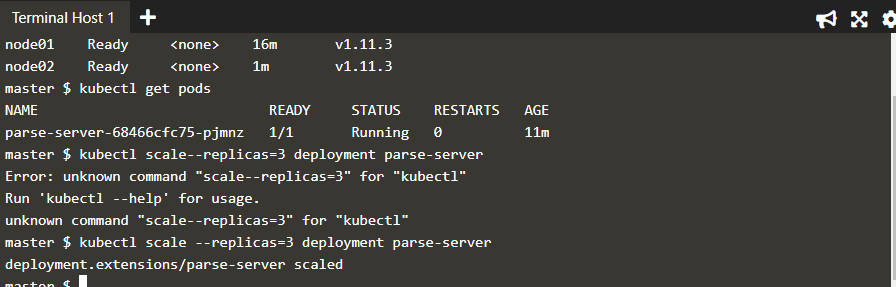 Terminal Host 1
node01 Ready <none> 16m v1.11.3
node02 Ready <none> 1m v1.11.3
master $ kubectl get pods
NAME READY STATUS RESTARTS AGE
parse-server-68466cfc75-pjmnz 1/1 Running 0 11m
master $ kubectl scale--replicas=3 deployment parse-server
Error: unknown command "scale--replicas=3" for "kubectl"
Run 'kubectl --help' for usage.
unknown command "scale--replicas=3" for "kubectl"
master $ kubectl scale --replicas=3 deployment parse-server
deployment.extensions/parse-server scaled
master $